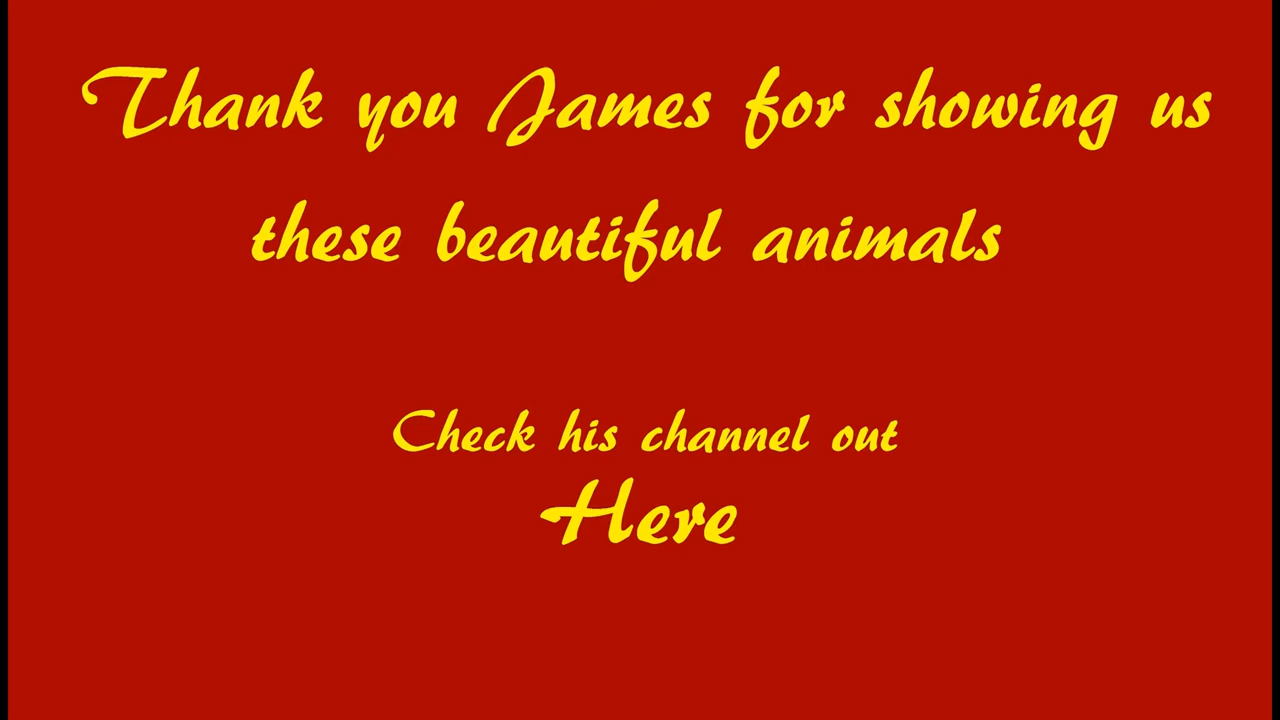 Thank you James for showing us
these beautiful animals
Check his channel out
Here